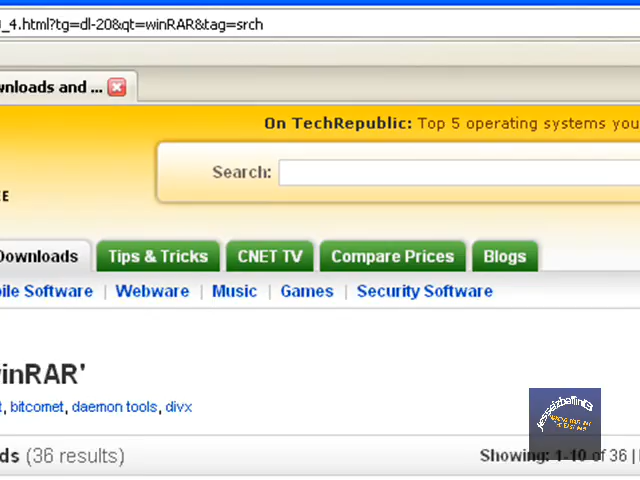 _4.html?tg=dl-20&qt=winRAR&tag=srch
wnloads and ...
On TechRepublic: Top 5 operating systems you
Search:
E
Downloads
Tips & Tricks
CNET TV
Compare Prices
Blogs
ile Software | Webware | Music | Games | Security Software
inRAR'
t, bitcomet, daemon tools, divx
ds (36 results)
Showing: 1-10 of 36 |